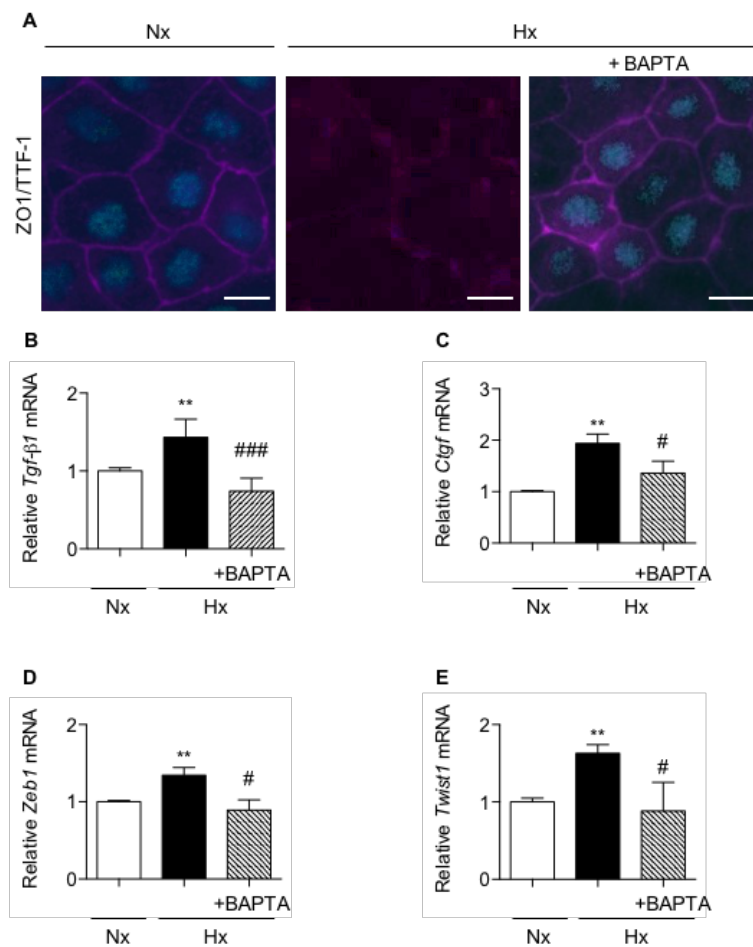 A
Nx
Hx
+ BAPTA
ZO1/TTF-1
B
Relative Tgf-β1 mRNA
2
1
0
**
###
+BAPTA
Nx
Hx
C
Relative Ctgf mRNA
3
2
1
0
**
#
+BAPTA
Nx
Hx
D
Relative Zeb1 mRNA
2
1
0
**
#
+BAPTA
Nx
Hx
E
Relative Twist1 mRNA
2
1
0
**
#
+BAPTA
Nx
Hx